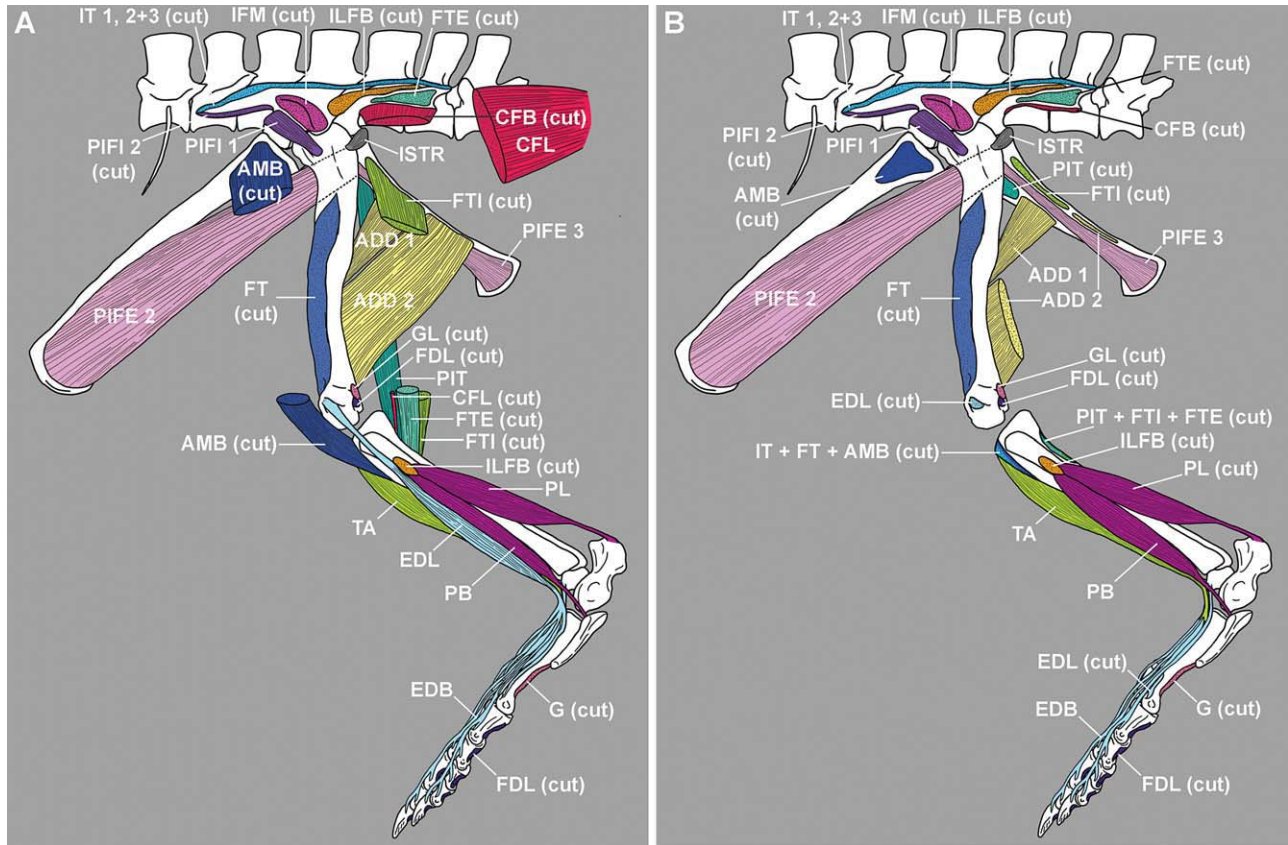 A
IT 1, 2+3 (cut)
IFM (cut)
ILFB (cut)
FTE (cut)
CFB (cut)
CFL
PIFI 2
(cut)
PIFI 1
ISTR
AMB
(cut)
FTI (cut)
PIFE 3
ADD 1
FT
(cut)
ADD 2
PIFE 2
GL (cut)
FDL (cut)
PIT
CFL (cut)
FTE (cut)
FTI (cut)
AMB (cut)
ILFB (cut)
PL
TA
EDL
PB
EDB
G (cut)
FDL (cut)
B
IT 1, 2+3
IFM (cut)
ILFB (cut)
FTE (cut)
CFB (cut)
PIFI 2
(cut)
PIFI 1
ISTR
PIT (cut)
FTI (cut)
AMB
(cut)
PIFE 3
ADD 1
ADD 2
FT
(cut)
PIFE 2
GL (cut)
FDL (cut)
EDL (cut)
PIT + FTI + FTE (cut)
ILFB (cut)
IT + FT + AMB (cut)
PL (cut)
TA
PB
EDL (cut)
G (cut)
EDB
FDL (cut)